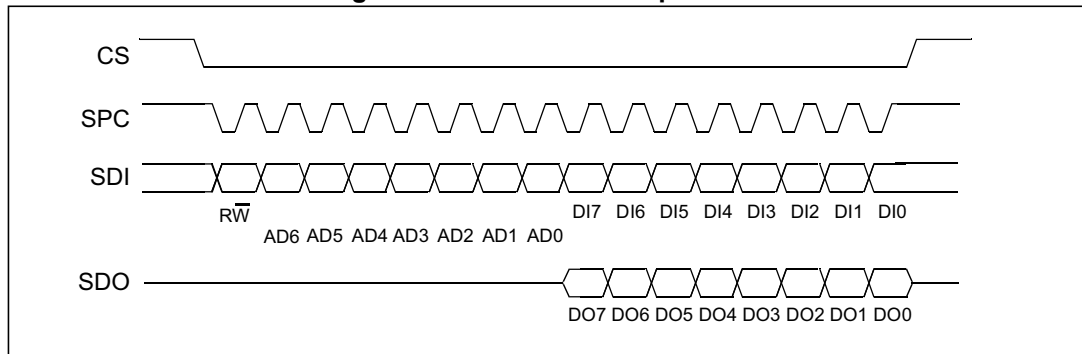 CS
SPC
SDI
RW̅
DI7 DI6 DI5 DI4 DI3 DI2 DI1 DI0
AD6 AD5 AD4 AD3 AD2 AD1 AD0
SDO
DO7 DO6 DO5 DO4 DO3 DO2 DO1 DO0